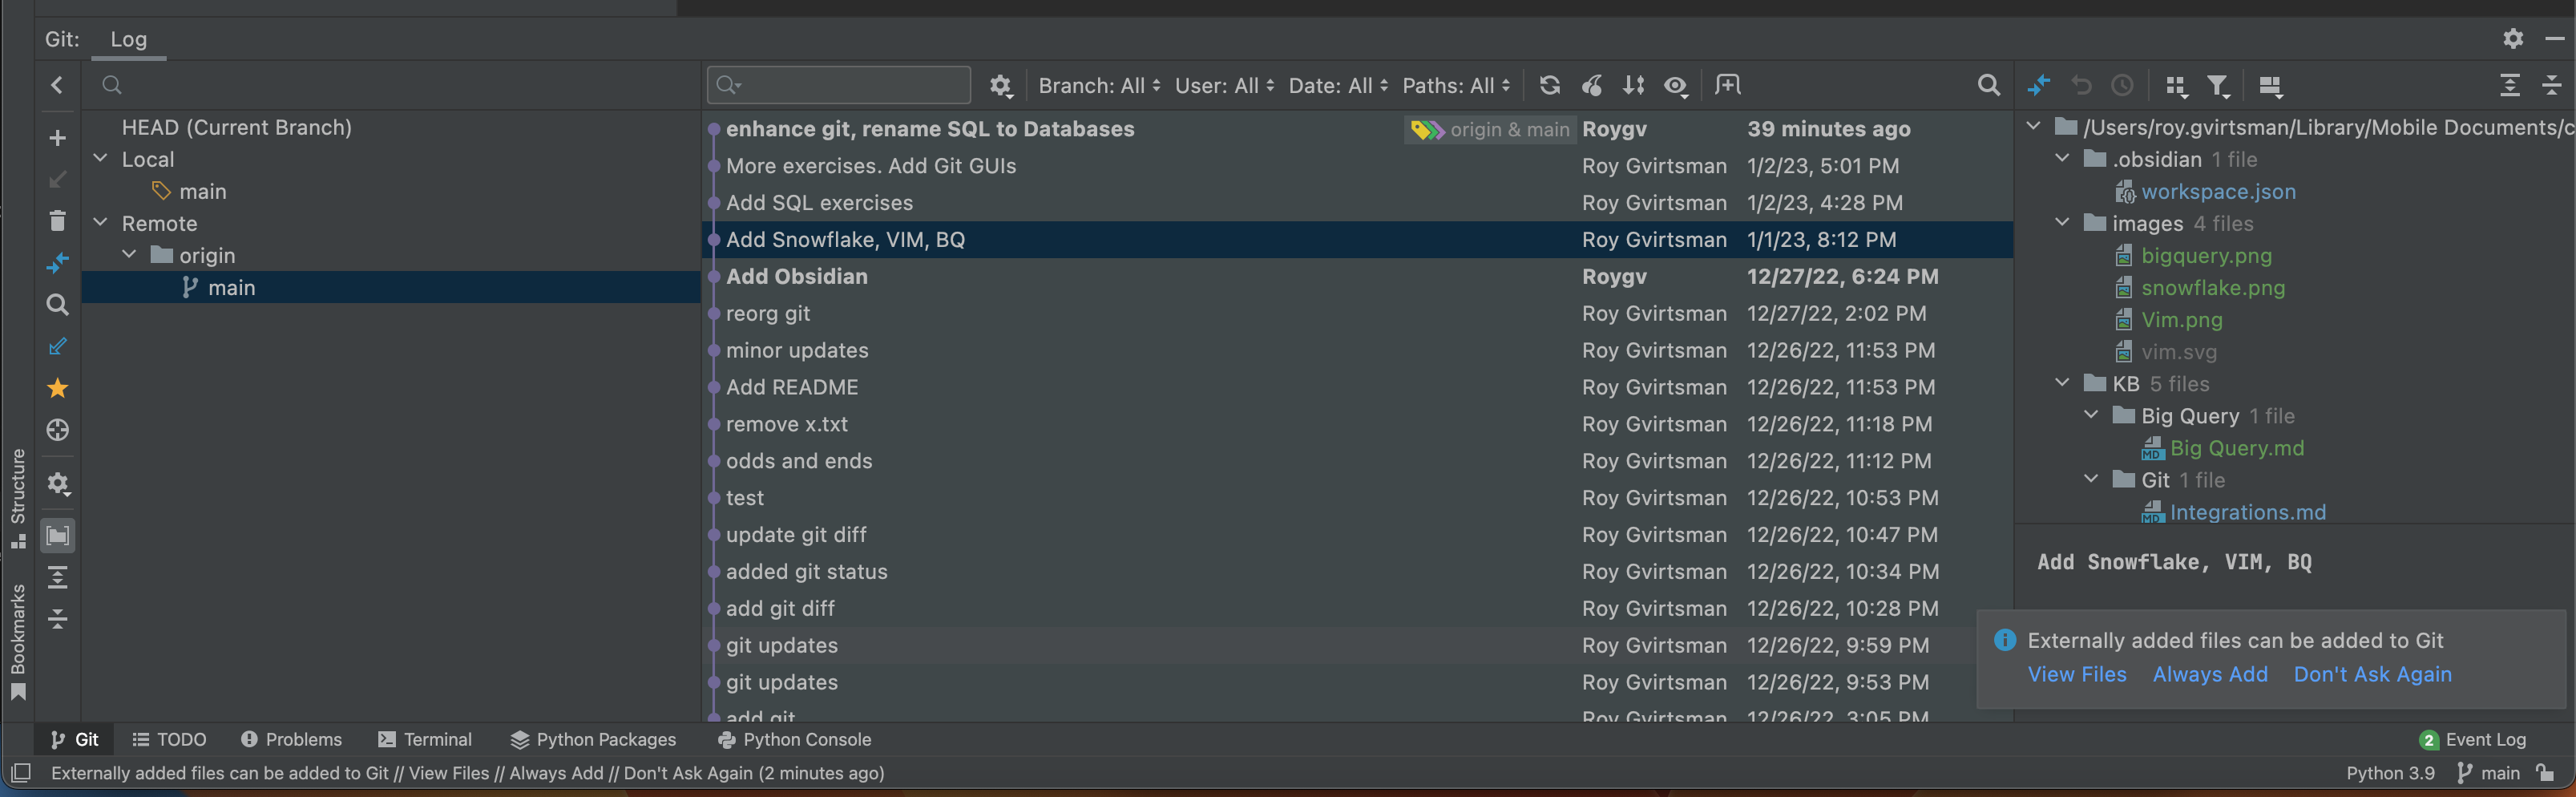 Git: Log
Branch: All User: All Date: All Paths: All
HEAD (Current Branch)
Local
main
Remote
origin
main
enhance git, rename SQL to Databases origin & main Roygv 39 minutes ago
More exercises. Add Git GUIs Roy Gvirtsman 1/2/23, 5:01 PM
Add SQL exercises Roy Gvirtsman 1/2/23, 4:28 PM
Add Snowflake, VIM, BQ Roy Gvirtsman 1/1/23, 8:12 PM
Add Obsidian Roygv 12/27/22, 6:24 PM
reorg git Roy Gvirtsman 12/27/22, 2:02 PM
minor updates Roy Gvirtsman 12/26/22, 11:53 PM
Add README Roy Gvirtsman 12/26/22, 11:53 PM
remove x.txt Roy Gvirtsman 12/26/22, 11:18 PM
odds and ends Roy Gvirtsman 12/26/22, 11:12 PM
test Roy Gvirtsman 12/26/22, 10:53 PM
update git diff Roy Gvirtsman 12/26/22, 10:47 PM
added git status Roy Gvirtsman 12/26/22, 10:34 PM
add git diff Roy Gvirtsman 12/26/22, 10:28 PM
git updates Roy Gvirtsman 12/26/22, 9:59 PM
git updates Roy Gvirtsman 12/26/22, 9:53 PM
add git Roy Gvirtsman 12/26/22, 3:05 PM
/Users/roy.gvirtsman/Library/Mobile Documents/c
.obsidian 1 file
workspace.json
images 4 files
bigquery.png
snowflake.png
Vim.png
vim.svg
KB 5 files
Big Query 1 file
Big Query.md
Git 1 file
Integrations.md
Add Snowflake, VIM, BQ
Externally added files can be added to Git
View Files Always Add Don't Ask Again
Structure
Bookmarks
Git TODO Problems Terminal Python Packages Python Console 2 Event Log
Externally added files can be added to Git // View Files // Always Add // Don't Ask Again (2 minutes ago) Python 3.9 main